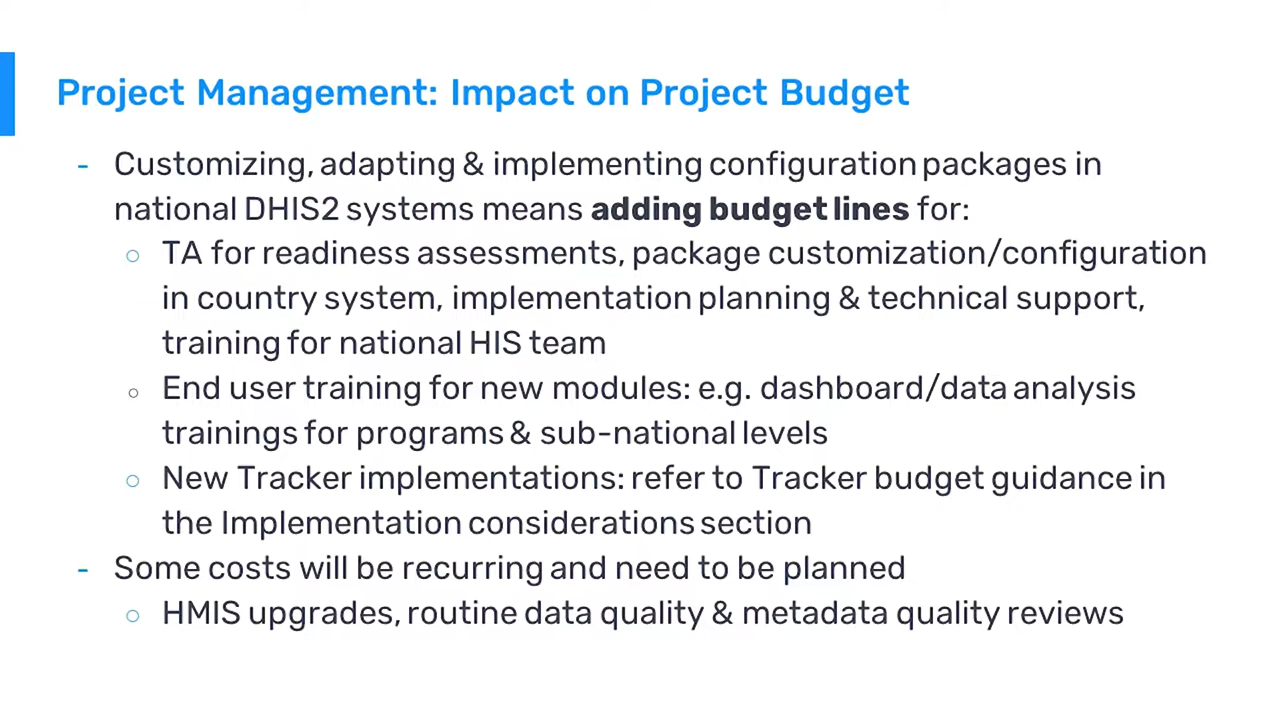 Project Management: Impact on Project Budget
- Customizing, adapting & implementing configuration packages in
national DHIS2 systems means adding budget lines for:
○ TA for readiness assessments, package customization/configuration
in country system, implementation planning & technical support,
training for national HIS team
○ End user training for new modules: e.g. dashboard/data analysis
trainings for programs & sub-national levels
○ New Tracker implementations: refer to Tracker budget guidance in
the Implementation considerations section
- Some costs will be recurring and need to be planned
○ HMIS upgrades, routine data quality & metadata quality reviews